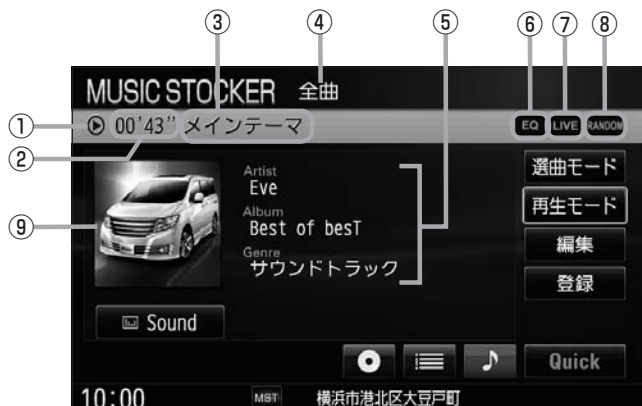 ③ ④ ⑤ ⑥ ⑦ ⑧
MUSIC STOCKER 全曲
① 00'43" メインテーマ EQ LIVE RANDOM
②
⑨
Artist
Eve
Album
Best of besT
Genre
サウンドトラック
選曲モード
再生モード
編集
登録
Sound
Quick
10:00 MST 横浜市港北区大豆戸町